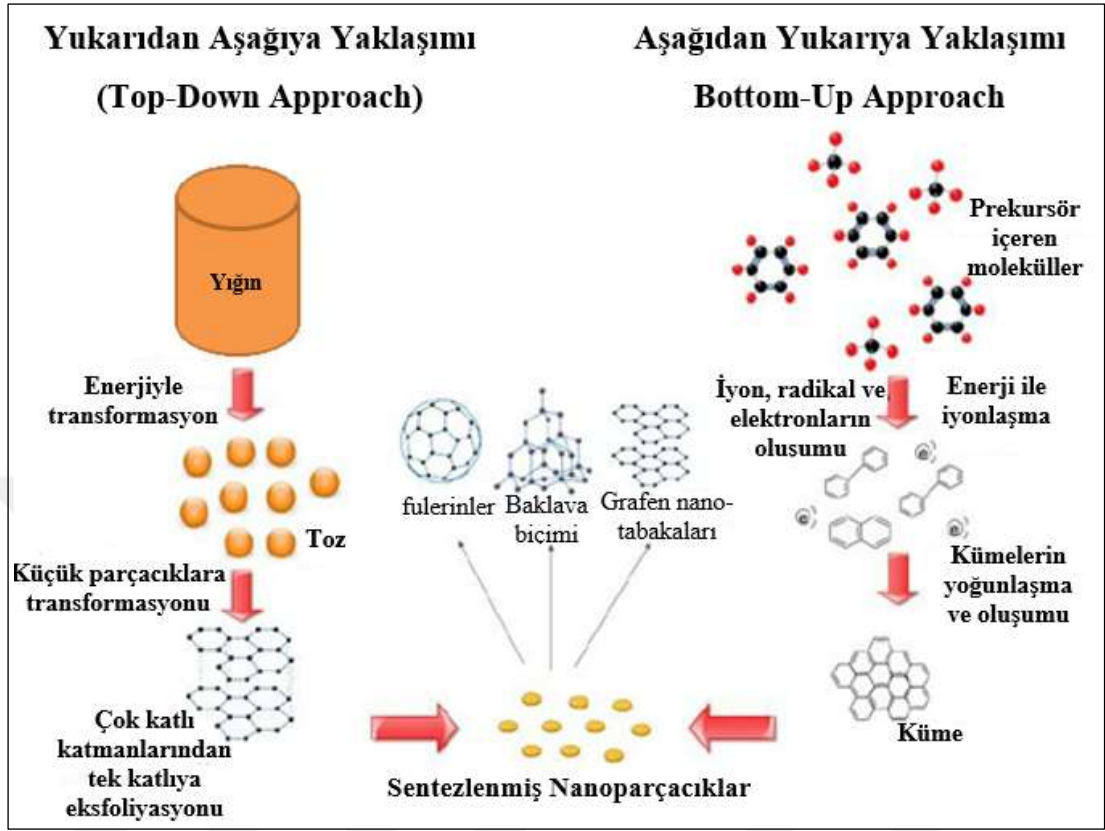 Yukarıdan Aşağıya Yaklaşımı
(Top-Down Approach)
Yığın
Enerjiyle
transformasyon
Toz
Küçük parçacıklara
transformasyonu
Çok katlı
katmanlarından
tek katlıya
eksfoliyasyonu
fulerinler
Baklava
biçimi
Grafen nano-
tabakaları
Sentezlenmiş Nanoparçacıklar
Aşağıdan Yukarıya Yaklaşımı
Bottom-Up Approach
Prekursör
içeren
moleküller
İyon, radikal ve
elektronların
oluşumu
Enerji ile
iyonlaşma
e
e
e
Kümelerin
yoğunlaşma
ve oluşumu
Küme